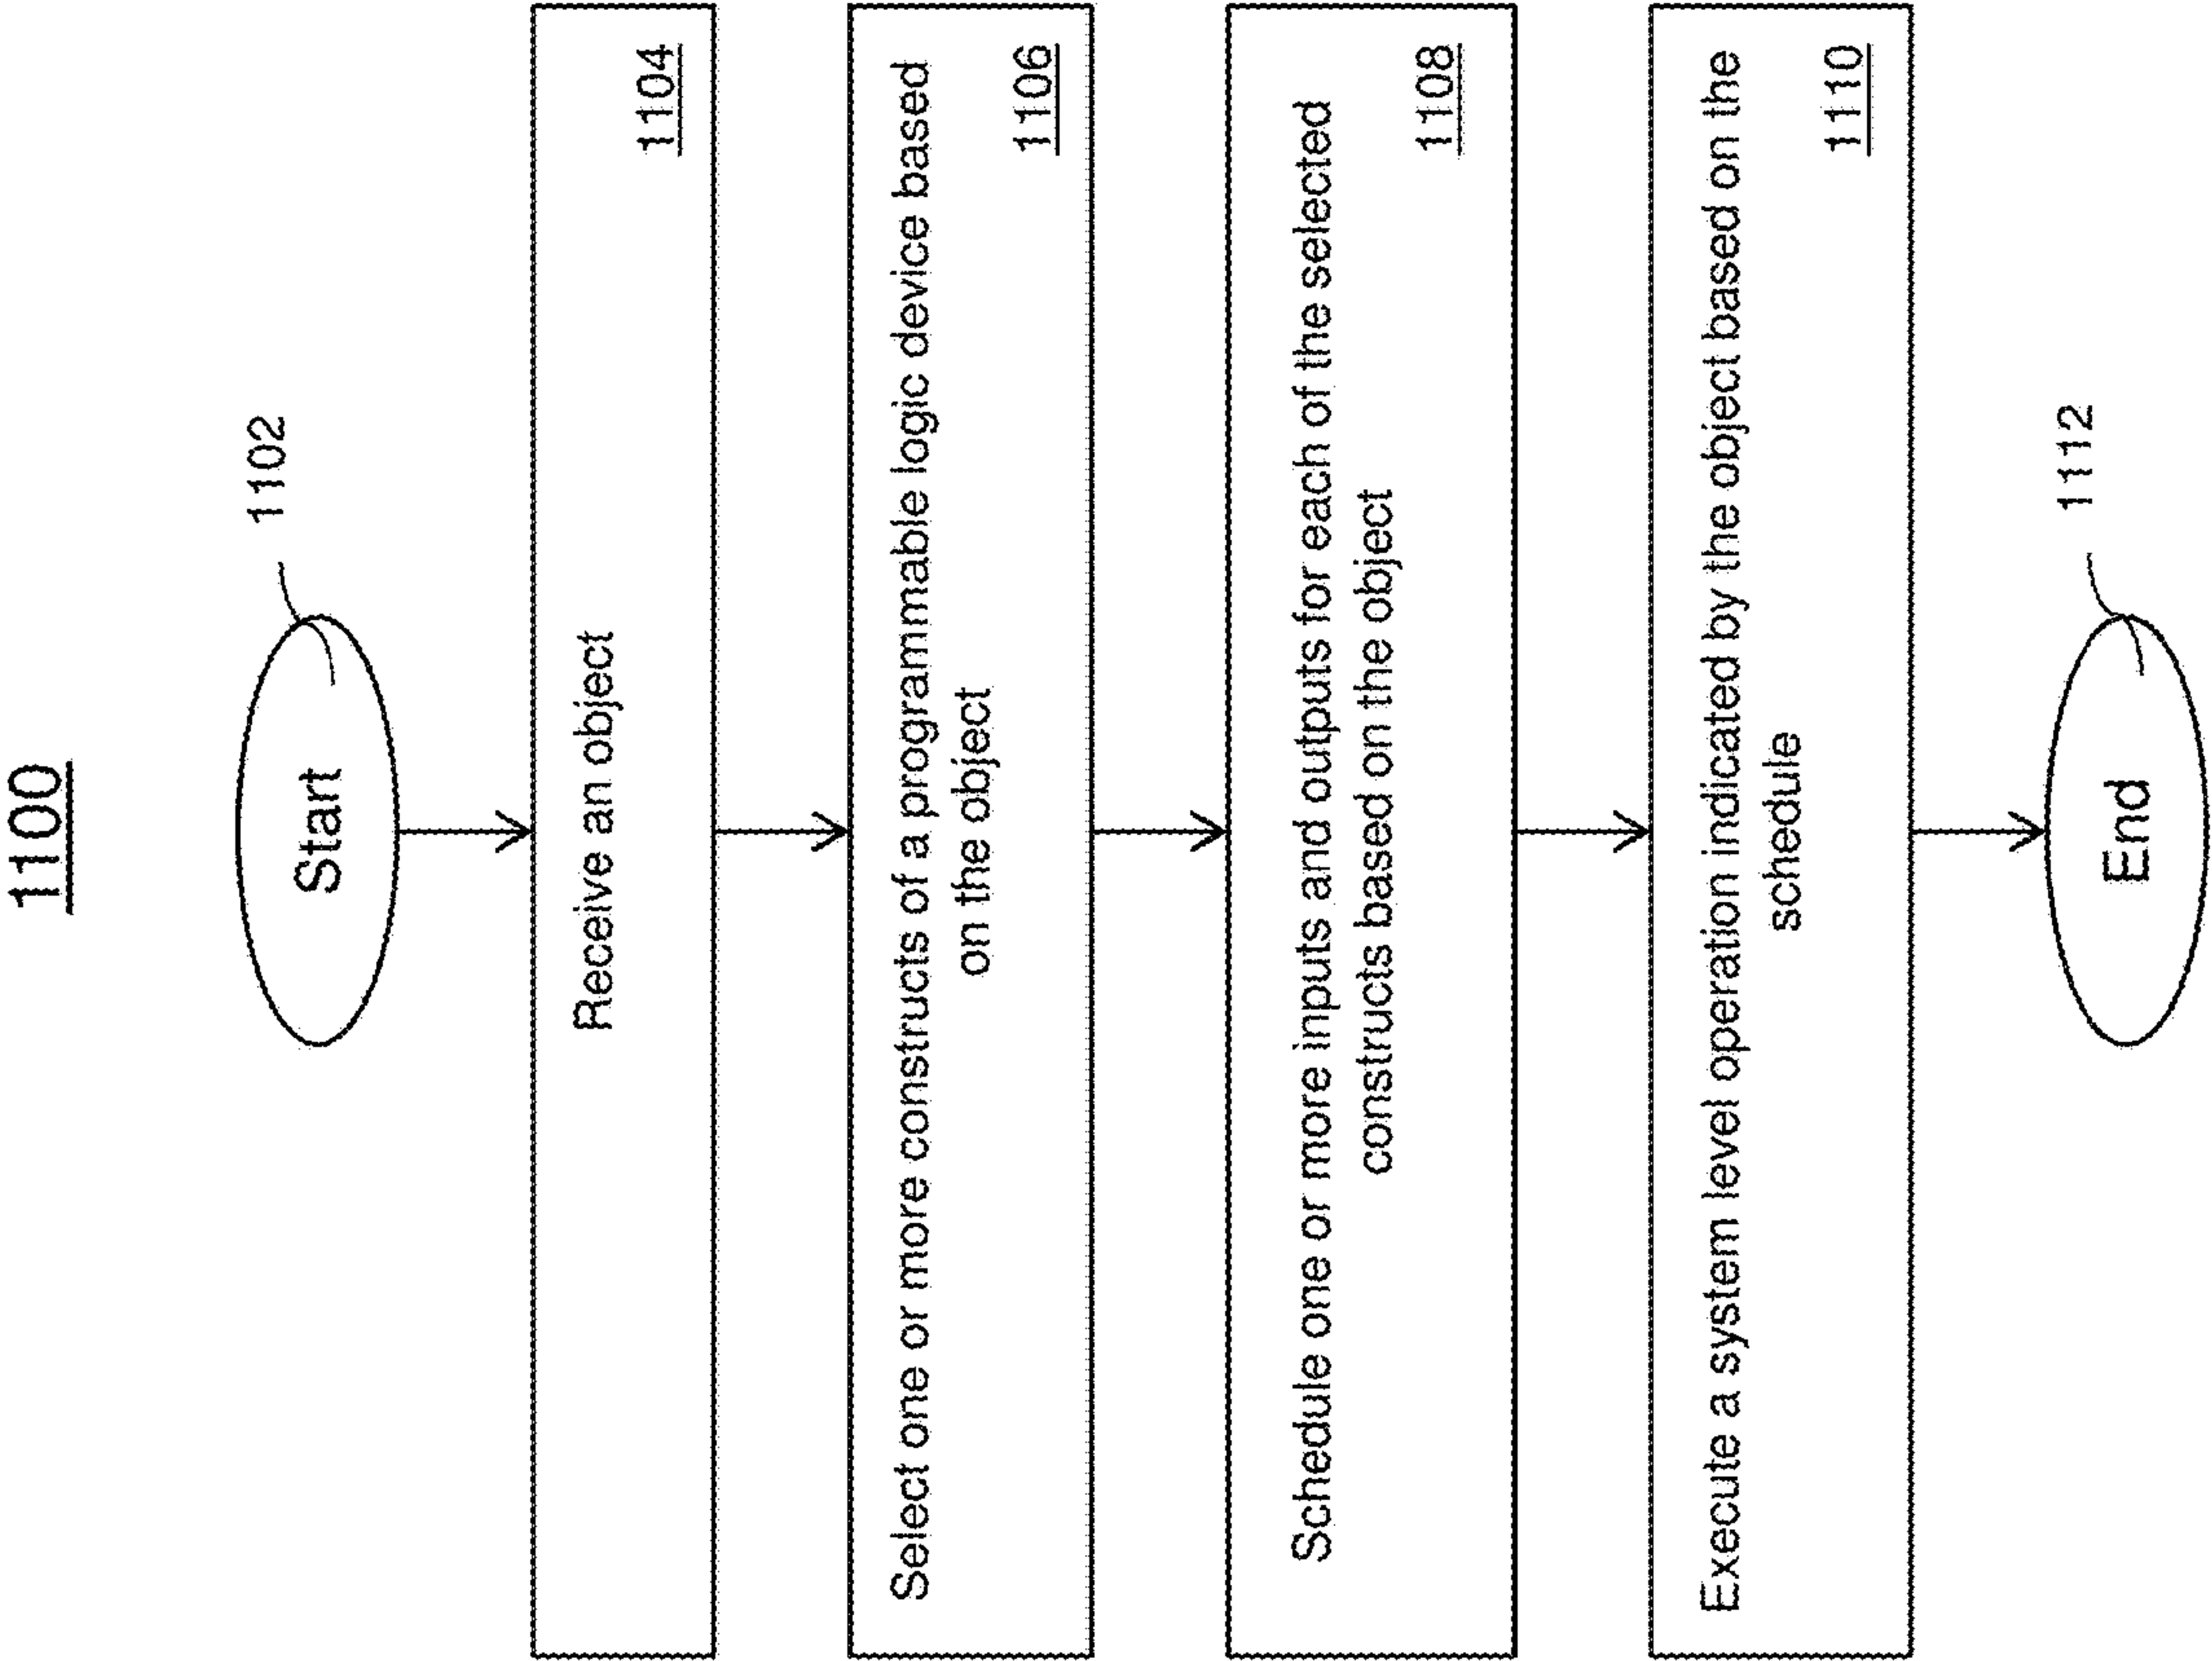 1100
1102
Start
Receive an object
1104
Select one or more constructs of a programmable logic device based
on the object
1106
Schedule one or more inputs and outputs for each of the selected
constructs based on the object
1108
Execute a system level operation indicated by the object based on the
schedule
1110
1112
End